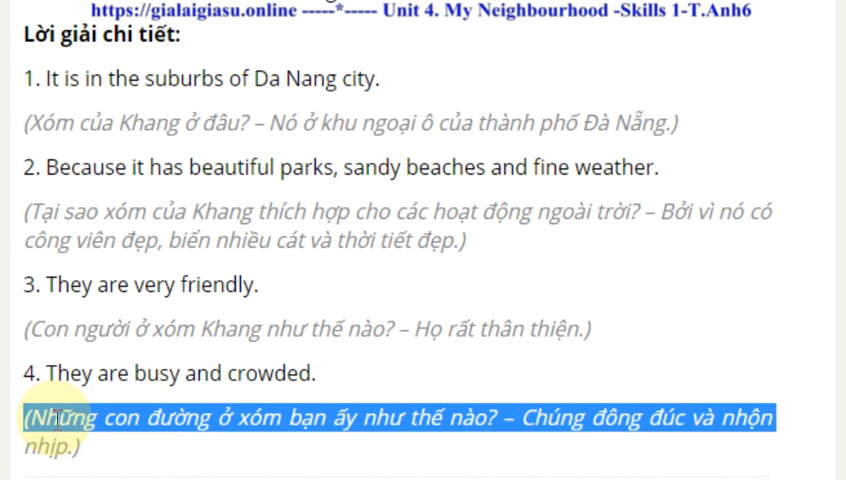 https://gialaigiasu.online -----*----- Unit 4. My Neighbourhood -Skills 1-T.Anh6
Lời giải chi tiết:
1. It is in the suburbs of Da Nang city.
(Xóm của Khang ở đâu? – Nó ở khu ngoại ô của thành phố Đà Nẵng.)
2. Because it has beautiful parks, sandy beaches and fine weather.
(Tại sao xóm của Khang thích hợp cho các hoạt động ngoài trời? – Bởi vì nó có
công viên đẹp, biển nhiều cát và thời tiết đẹp.)
3. They are very friendly.
(Con người ở xóm Khang như thế nào? – Họ rất thân thiện.)
4. They are busy and crowded.
(Những con đường ở xóm bạn ấy như thế nào? – Chúng đông đúc và nhộn
nhịp.)